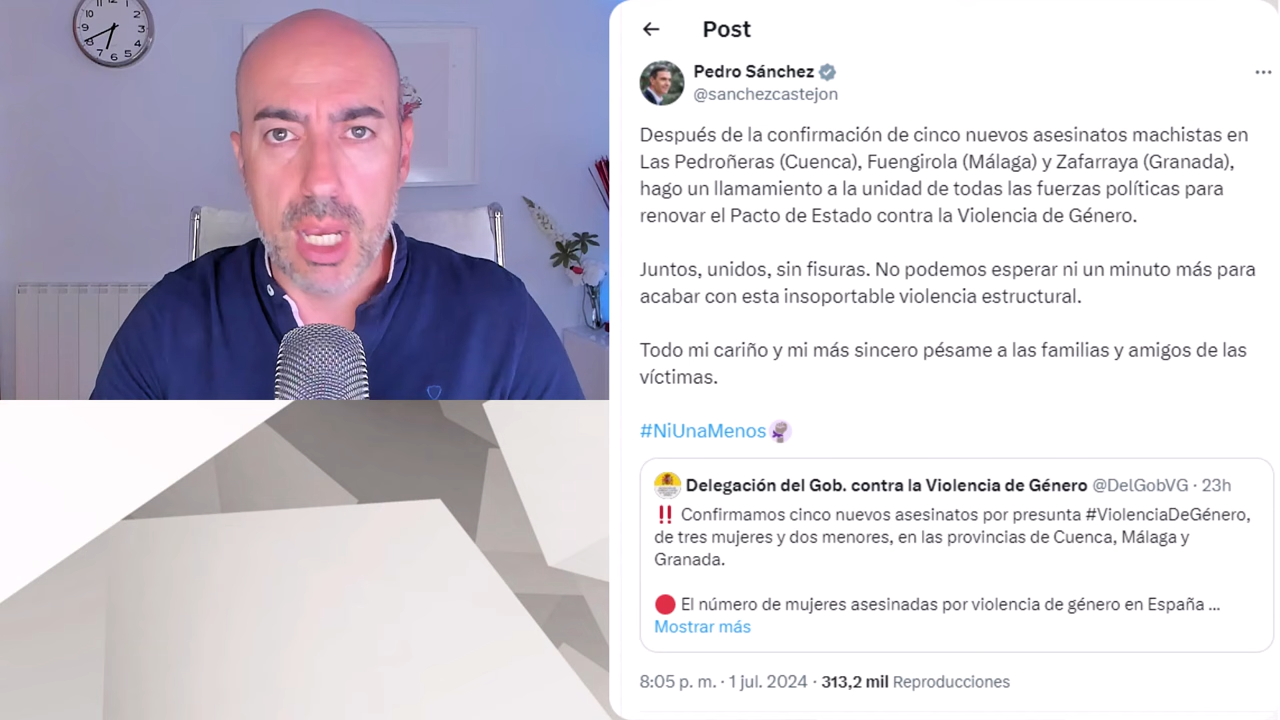 Post
Pedro Sánchez
@sanchezcastejon
Después de la confirmación de cinco nuevos asesinatos machistas en
Las Pedroñeras (Cuenca), Fuengirola (Málaga) y Zafarraya (Granada),
hago un llamamiento a la unidad de todas las fuerzas políticas para
renovar el Pacto de Estado contra la Violencia de Género.
Juntos, unidos, sin fisuras. No podemos esperar ni un minuto más para
acabar con esta insoportable violencia estructural.
Todo mi cariño y mi más sincero pésame a las familias y amigos de las
víctimas.
#NiUnaMenos
Delegación del Gob. contra la Violencia de Género @DelGobVG · 23h
‼️ Confirmamos cinco nuevos asesinatos por presunta #ViolenciaDeGénero,
de tres mujeres y dos menores, en las provincias de Cuenca, Málaga y
Granada.
🔴 El número de mujeres asesinadas por violencia de género en España ...
Mostrar más
8:05 p. m. · 1 jul. 2024 · 313,2 mil Reproducciones